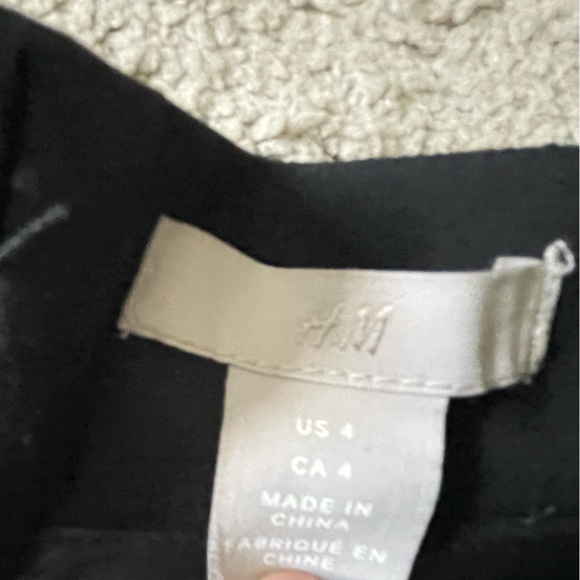 H&M
US 4
CA 4
MADE IN
CHINA
FABRIQUÉ EN
CHINE